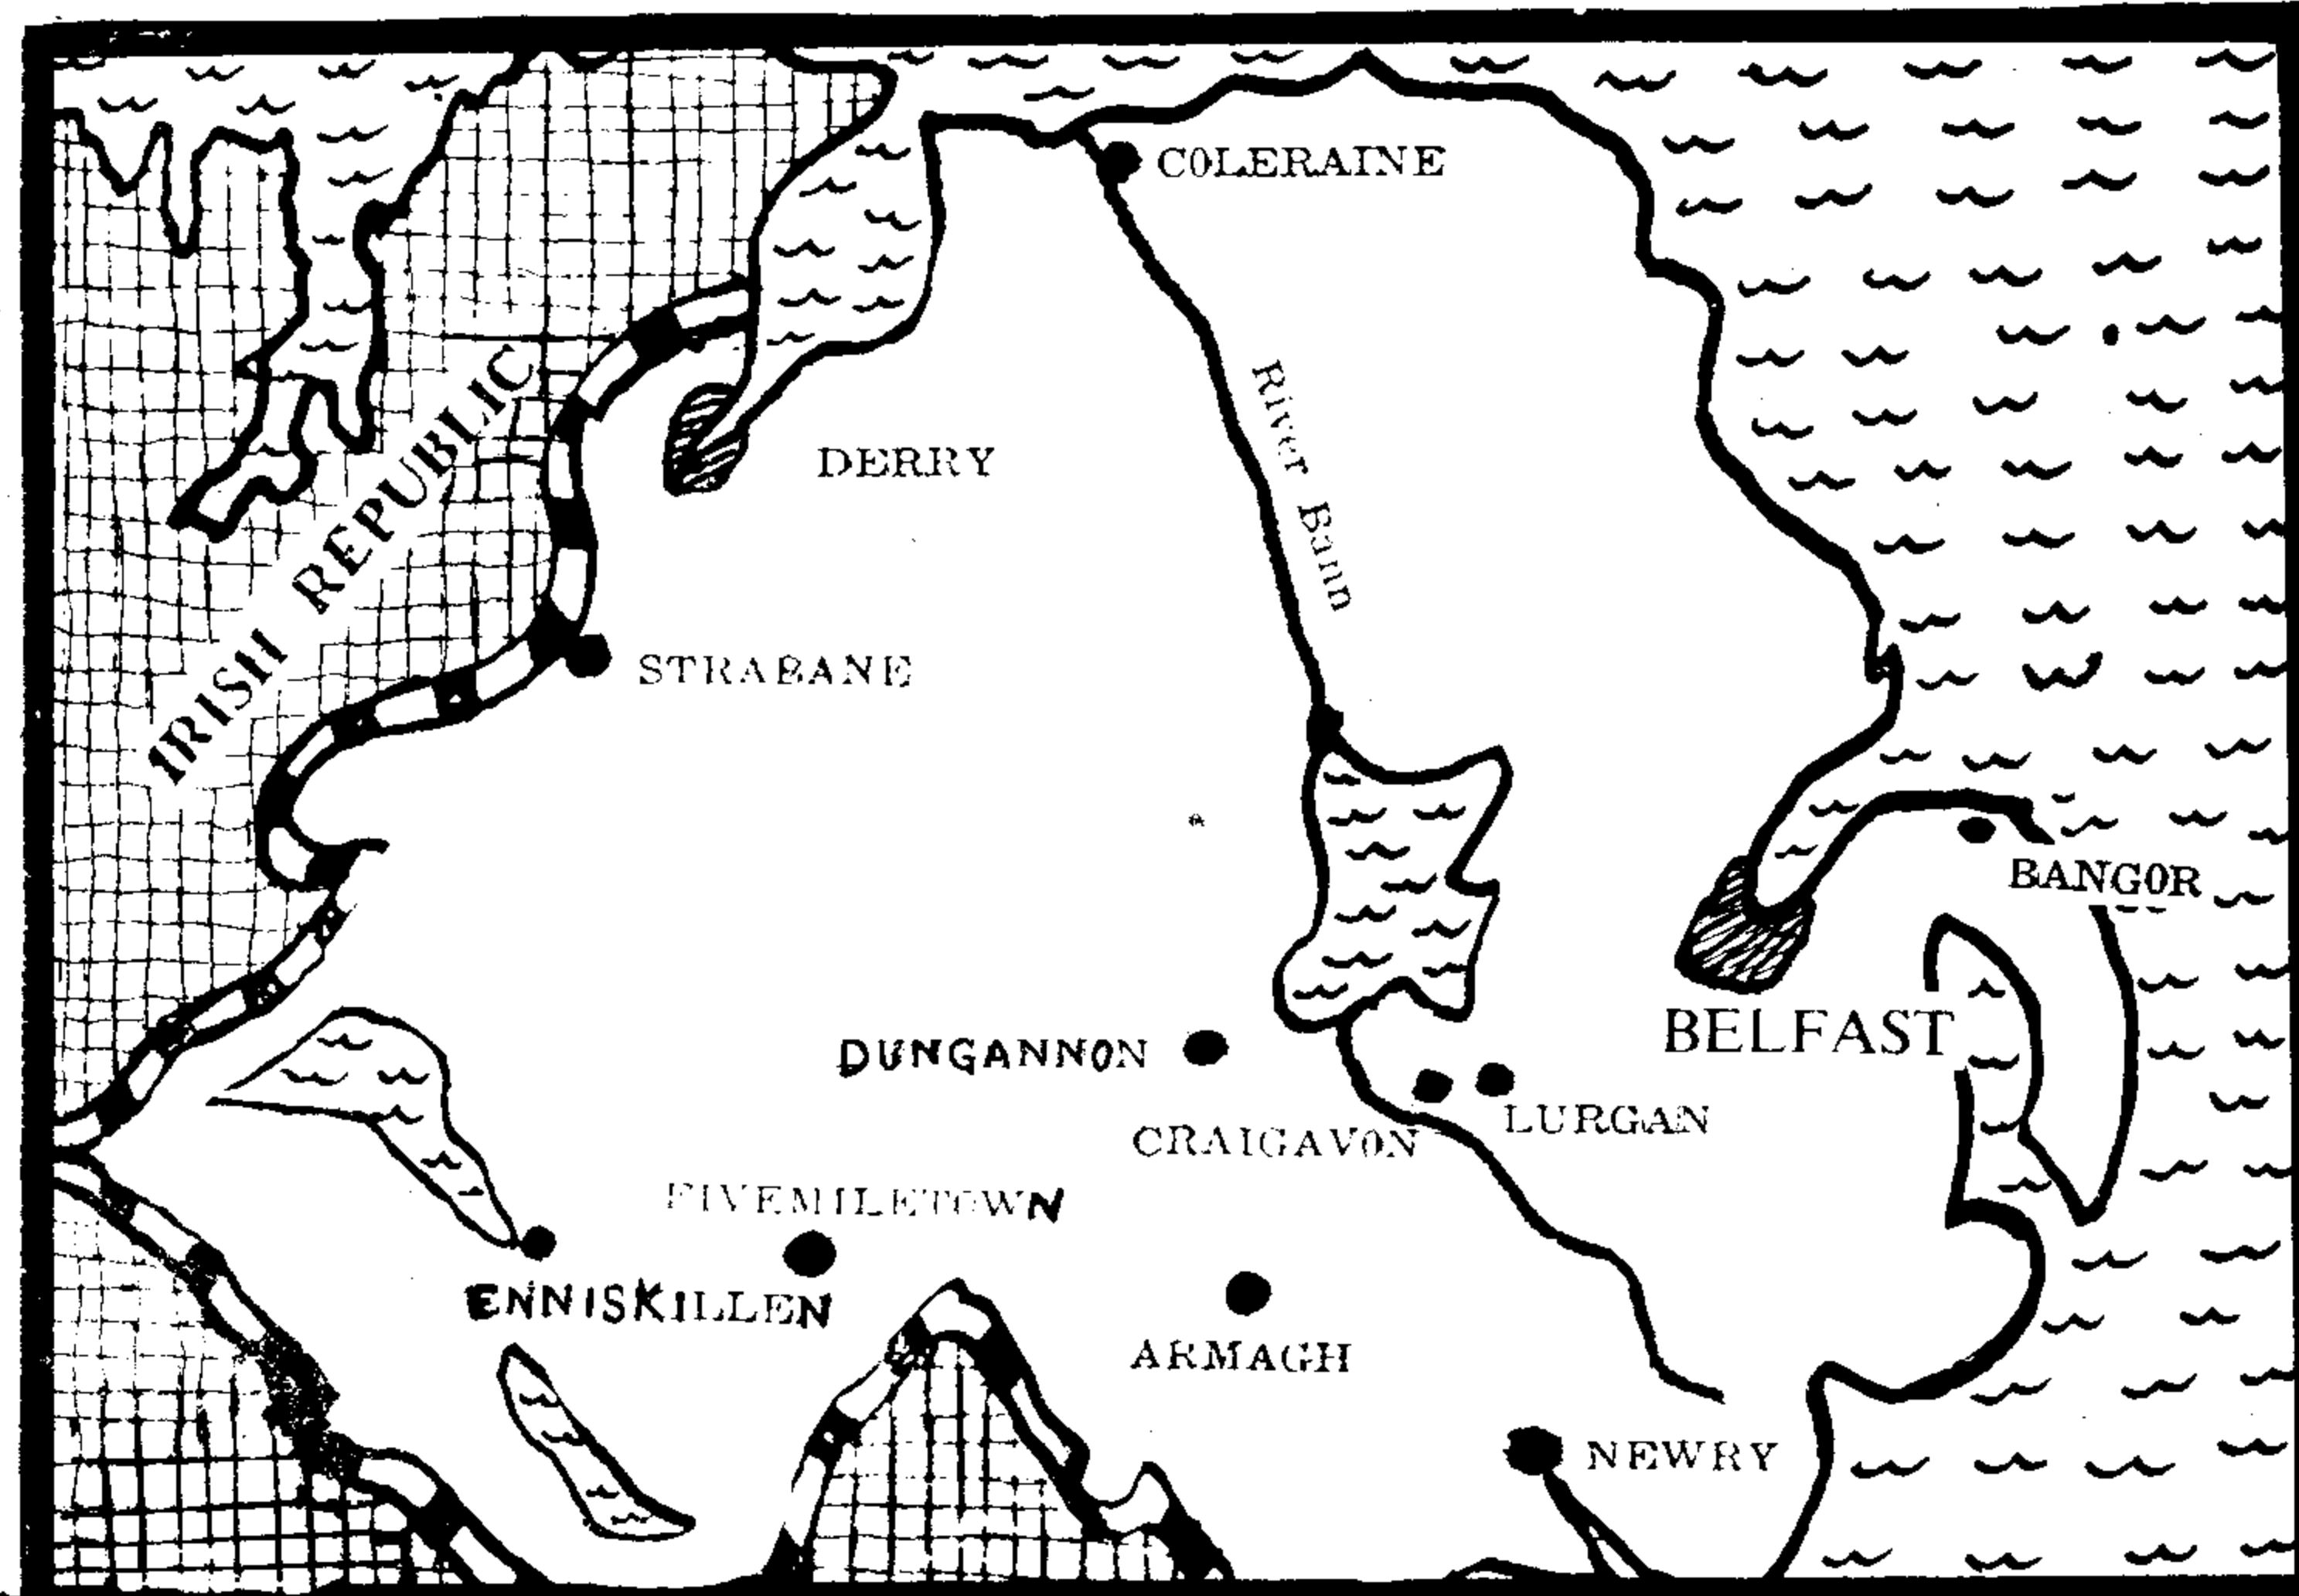 COLERAINE
River Bann
DERRY
IRISH REPUBLIC
STRABANE
BANGOR
BELFAST
DUNGANNON
LURGAN
CRAIGAVON
FIVEMILETOWN
ENNISKILLEN
ARMAGH
NEWRY